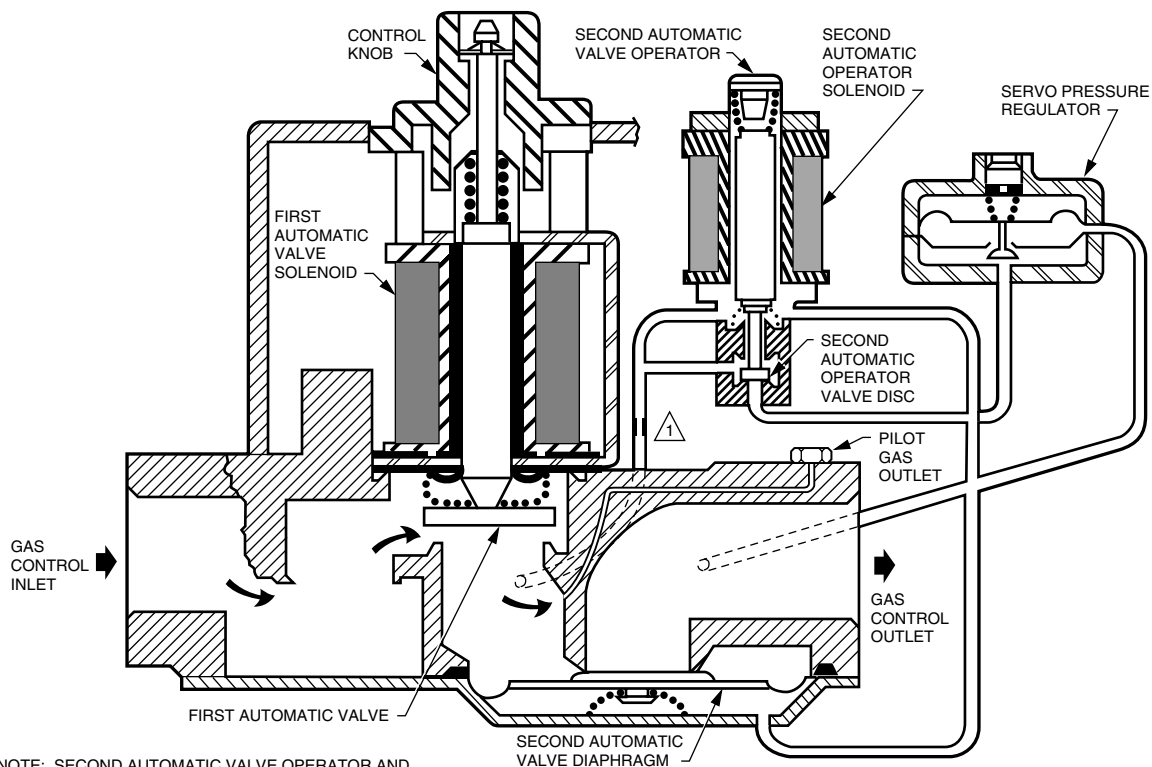 CONTROL
KNOB
SECOND AUTOMATIC
VALVE OPERATOR
SECOND
AUTOMATIC
OPERATOR
SOLENOID
SERVO PRESSURE
REGULATOR
FIRST
AUTOMATIC
VALVE
SOLENOID
SECOND
AUTOMATIC
OPERATOR
VALVE DISC
1
PILOT
GAS
OUTLET
GAS
CONTROL
INLET
GAS
CONTROL
OUTLET
FIRST AUTOMATIC VALVE
SECOND AUTOMATIC
VALVE DIAPHRAGM
NOTE: SECOND AUTOMATIC VALVE OPERATOR AND